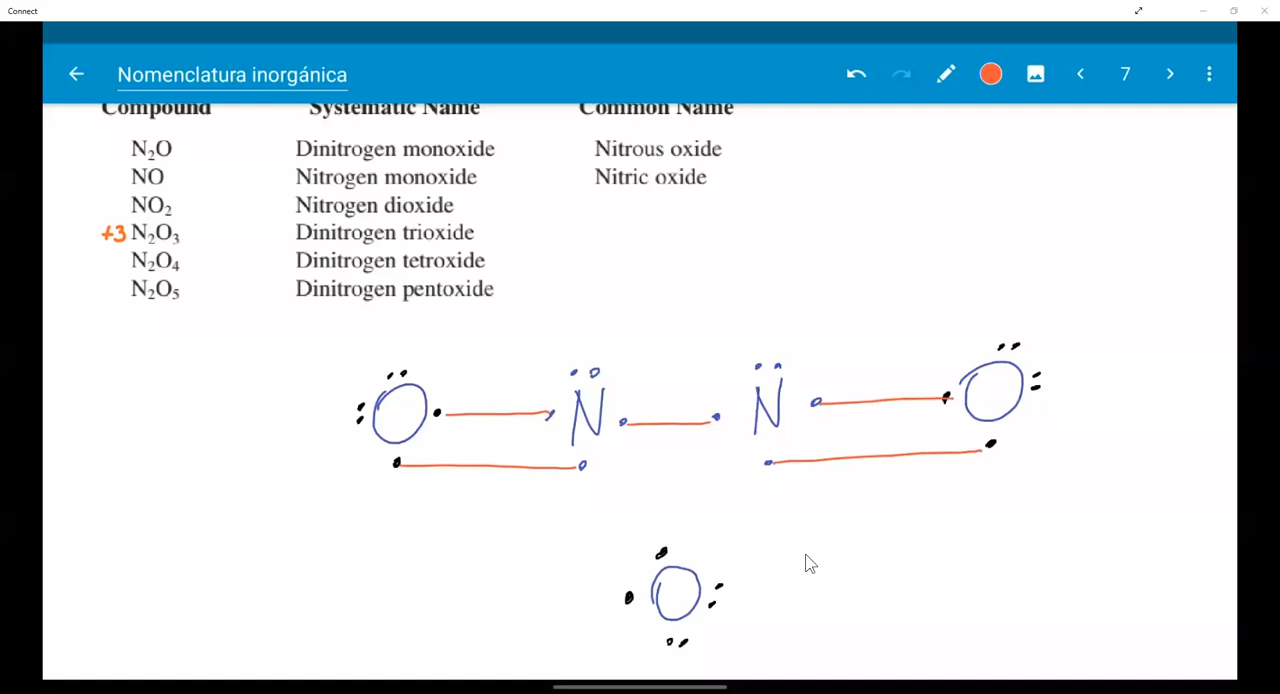 Connect
Nomenclatura inorgánica
7
Compound Systematic Name Common Name
N₂O Dinitrogen monoxide Nitrous oxide
NO Nitrogen monoxide Nitric oxide
NO₂ Nitrogen dioxide
+3 N₂O₃ Dinitrogen trioxide
N₂O₄ Dinitrogen tetroxide
N₂O₅ Dinitrogen pentoxide
O N N O
O